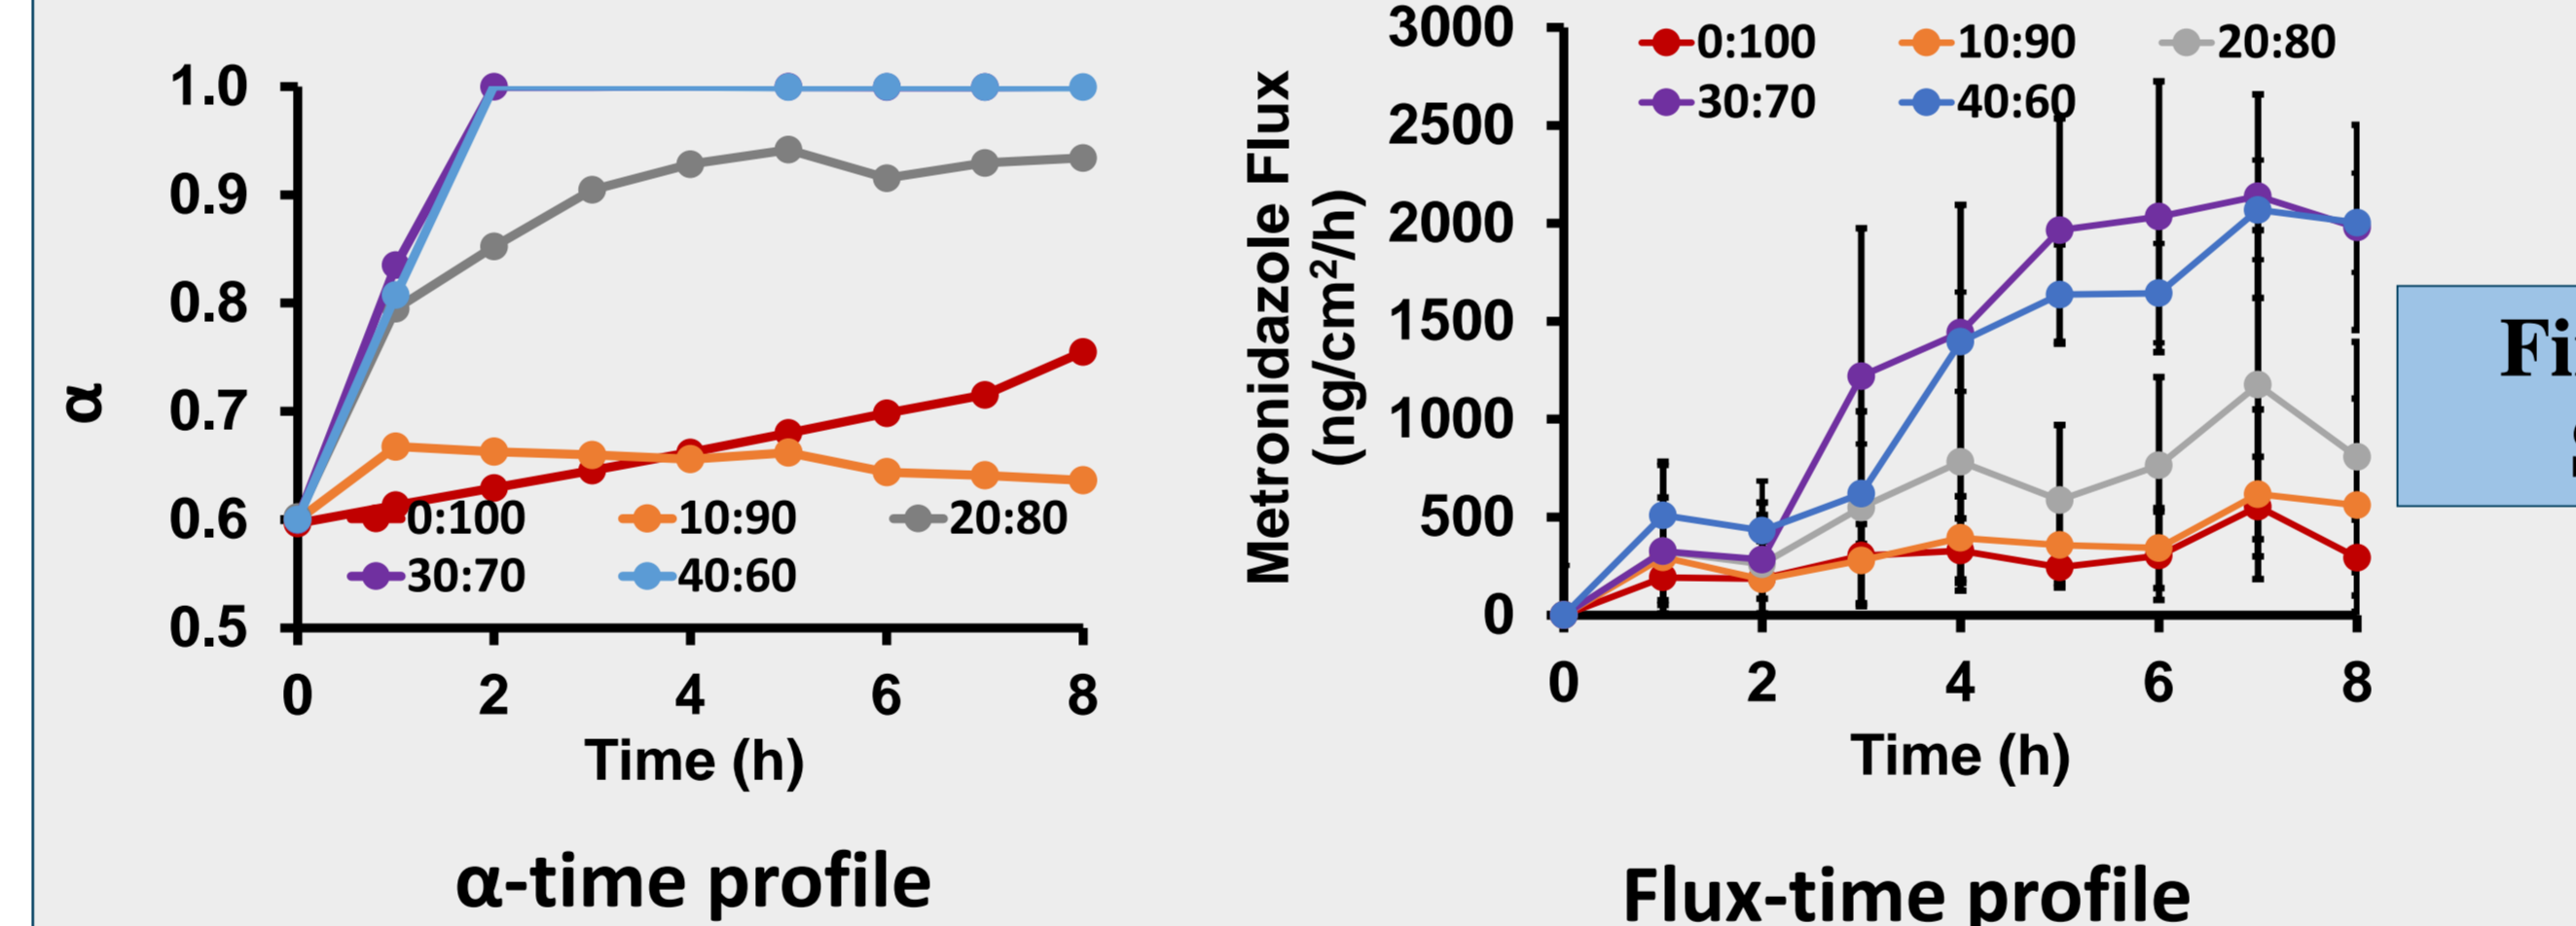 1.0
0.9
0.8
0.7
0.6
0.5
α
0:100 10:90 20:80
30:70 40:60
0 2 4 6 8
Time (h)
α-time profile
3000
2500
2000
1500
1000
500
0
Metronidazole Flux
(ng/cm²/h)
0:100 10:90 20:80
30:70 40:60
0 2 4 6 8
Time (h)
Flux-time profile